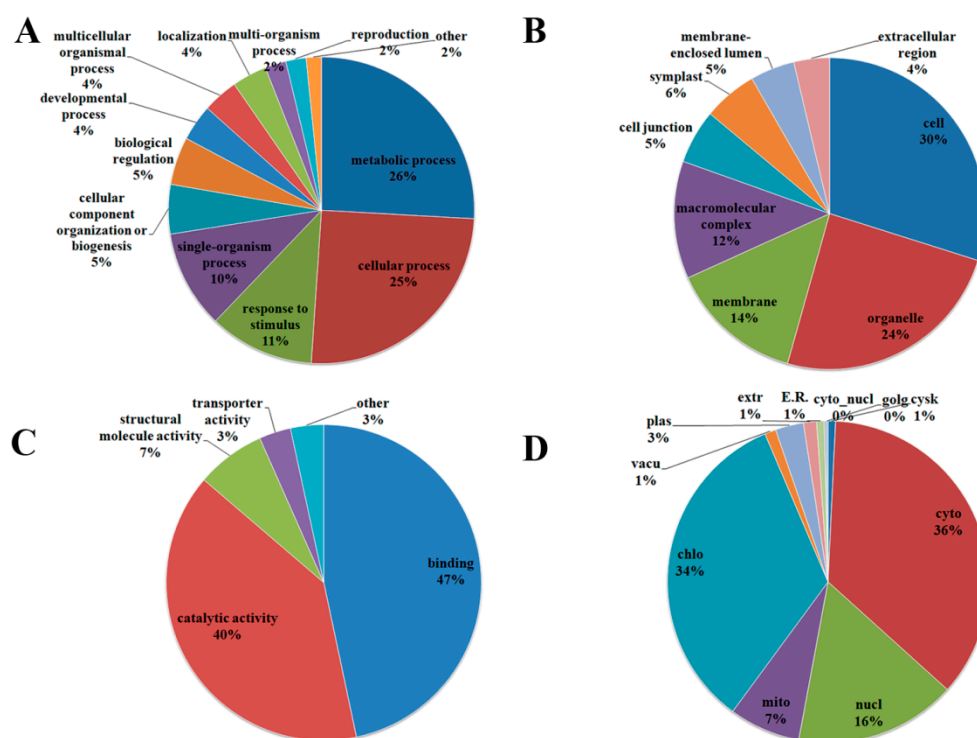 A
multicellular
organismal
process
4%
localization
4%
multi-organism
process
2%
reproduction
2%
other
2%
developmental
process
4%
biological
regulation
5%
cellular
component
organization or
biogenesis
5%
single-organism
process
10%
response to
stimulus
11%
metabolic process
26%
cellular process
25%
B
membrane-
enclosed lumen
5%
extracellular
region
4%
symplast
6%
cell junction
5%
macromolecular
complex
12%
membrane
14%
cell
30%
organelle
24%
C
structural
molecule activity
7%
transporter
activity
3%
other
3%
binding
47%
catalytic activity
40%
D
plas
3%
vacu
1%
extr
1%
E.R.
1%
cyto_nucl
0%
golg
0%
cysk
1%
cyto
36%
chlo
34%
mito
7%
nucl
16%